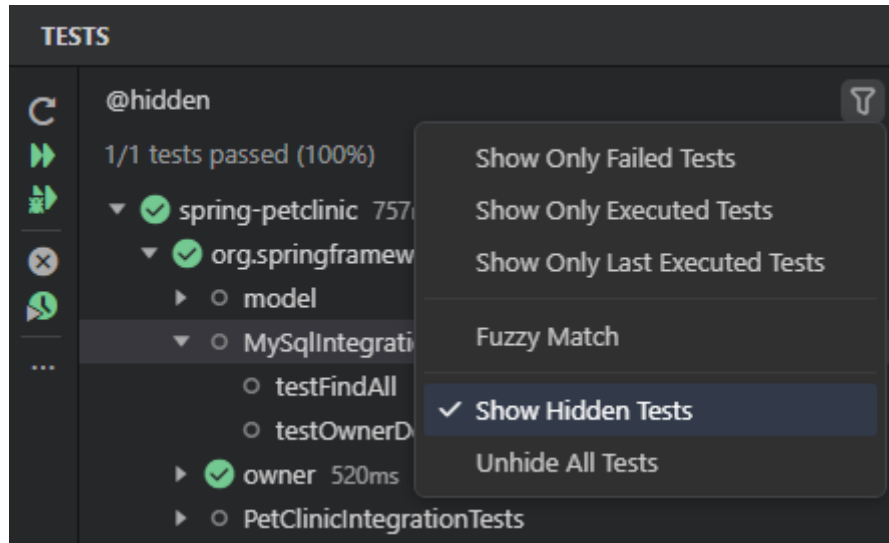 TESTS
@hidden
1/1 tests passed (100%)
spring-petclinic
org.springframew
model
MySqlIntegrati
testFindAll
testOwnerD
owner 520ms
PetClinicIntegrationTests
Show Only Failed Tests
Show Only Executed Tests
Show Only Last Executed Tests
Fuzzy Match
Show Hidden Tests
Unhide All Tests